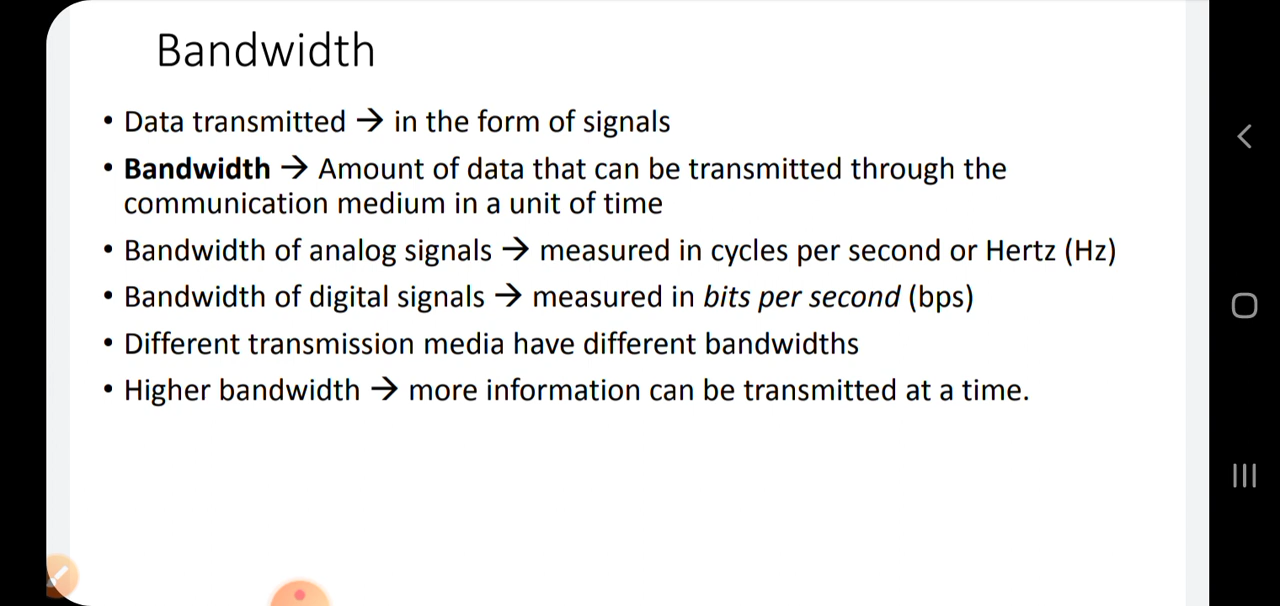 Bandwidth
• Data transmitted → in the form of signals
• Bandwidth → Amount of data that can be transmitted through the
communication medium in a unit of time
• Bandwidth of analog signals → measured in cycles per second or Hertz (Hz)
• Bandwidth of digital signals → measured in bits per second (bps)
• Different transmission media have different bandwidths
• Higher bandwidth → more information can be transmitted at a time.